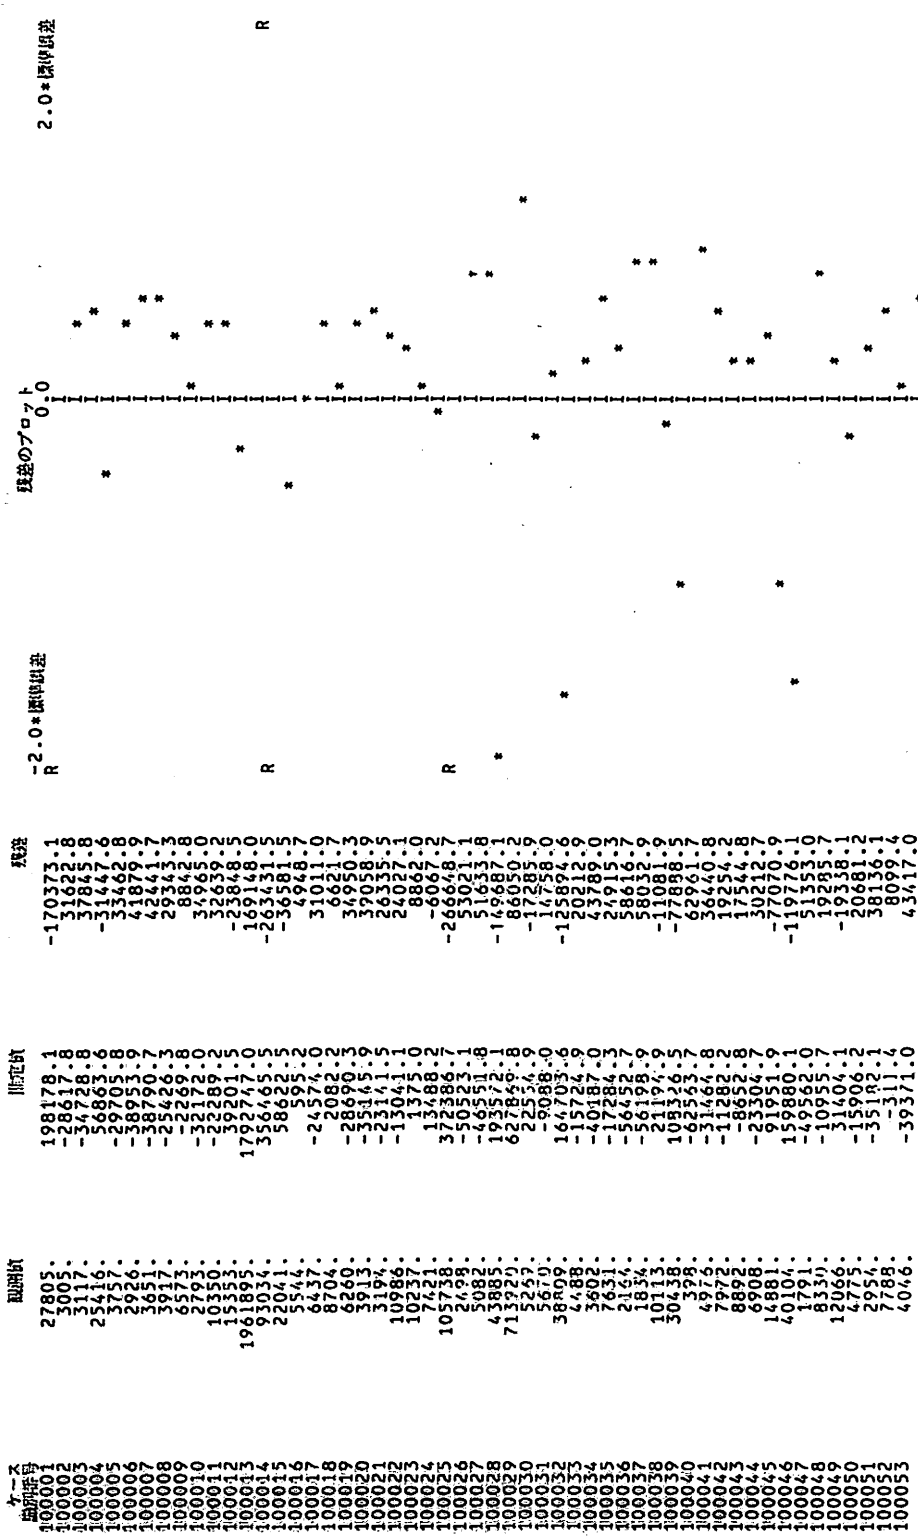 ケース識別番号 観測値 推定値 残差 残差のプロット
-2.0*標準誤差 0.0 2.0*標準誤差
100001 27805. 198178.1 -170373.1 R I
100002 3005. -28617.8 31622.8 I *
100003 3117. -34728.8 37845.8 I *
100004 25416. 56863.6 -31447.6 * I
100005 3757. -29705.8 33462.8 I *
100006 2926. -38953.9 41879.9 I *
100007 3651. -38790.7 42441.7 I *
100008 3917. -25426.3 29343.3 I *
100009 6573. -2269.8 8842.8 I *
100010 2793. -32172.0 34965.0 I *
100011 10350. -22289.2 32639.2 I *
100012 15353. 39201.5 -23848.5 * I
100013 1961895. 1792747.0 169148.0 I R
100014 93034. 356465.5 -263431.5 R I
100015 22041. 58622.5 -36581.5 * I
100016 5544. 595.2 4948.7
100017 6437. -24574.0 31011.0 I *
100018 8704. 2082.2 6621.7 I *
100019 6260. -28690.3 34950.3 I *
100020 3913. -35145.9 39058.9 I *
100021 3194. -23141.5 26335.5 I *
100022 10986. -13041.1 24027.1 I *
100023 10237. 1375.0 8862.0 I *
100024 7421. 13488.2 -6067.2 * I
100025 105738. 372386.7 -266648.7 R I
100026 2498. -50823.1 53321.1 I *
100027 5082. -46551.8 51633.8 I *
100028 43885. 193572.1 -149687.1 * I
100029 713920. 627869.8 86050.2 I *
100030 5269. 22554.9 -17285.9 * I
100031 5670. -9088.0 14758.0 I *
100032 38809. 164703.6 -125894.6 * I
100033 4488. -15724.9 20212.9 I *
100034 3602. -40187.0 43789.0 I *
100035 7631. -17284.3 24915.3 I *
100036 2164. -56452.7 58616.7 I *
100037 1834. -56198.9 58032.9 I *
100038 10113. 21194.9 -11081.9 * I
100039 30438. 108326.5 -77888.5 * I
100040 398. -62563.7 62961.7 I *
100041 4976. -31464.8 36440.8 I *
100042 7972. -11282.2 19254.2 I *
100043 8892. -8652.8 17544.8 I *
100044 6908. -23304.7 30212.7 I *
100045 14881. 91951.9 -77070.9 * I
100046 40104. 159880.1 -119776.1 * I
100047 1791. -49562.0 51353.0 I *
100048 8330. -10955.7 19285.7 I *
100049 12066. 31404.1 -19338.1 * I
100050 4775. -15906.2 20681.2 I *
100051 2954. -35182.1 38136.1 I *
100052 7788. -311.4 8099.4 I *
100053 4046. -39371.0 43417.0 I *